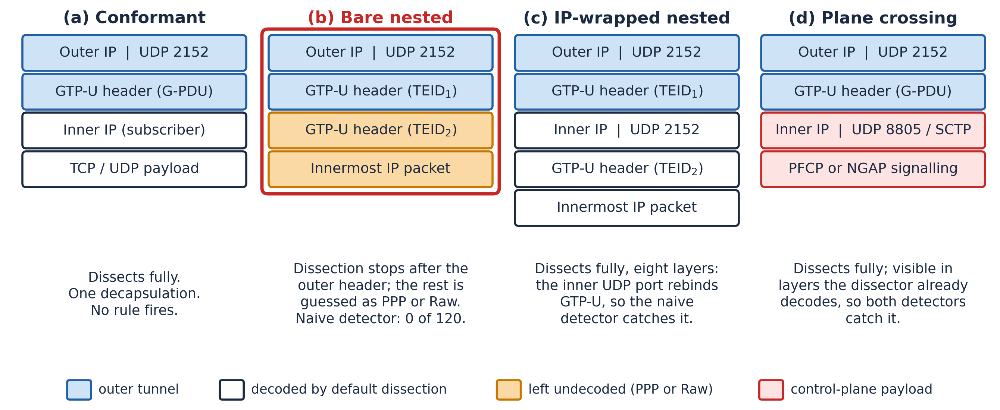 (a) Conformant
Outer IP | UDP 2152
GTP-U header (G-PDU)
Inner IP (subscriber)
TCP / UDP payload
Dissects fully.
One decapsulation.
No rule fires.
(b) Bare nested
Outer IP | UDP 2152
GTP-U header (TEID₁)
GTP-U header (TEID₂)
Innermost IP packet
Dissection stops after the
outer header; the rest is
guessed as PPP or Raw.
Naive detector: 0 of 120.
(c) IP-wrapped nested
Outer IP | UDP 2152
GTP-U header (TEID₁)
Inner IP | UDP 2152
GTP-U header (TEID₂)
Innermost IP packet
Dissects fully, eight layers:
the inner UDP port rebinds
GTP-U, so the naive
detector catches it.
(d) Plane crossing
Outer IP | UDP 2152
GTP-U header (G-PDU)
Inner IP | UDP 8805 / SCTP
PFCP or NGAP signalling
Dissects fully; visible in
layers the dissector already
decodes, so both detectors
catch it.
outer tunnel
decoded by default dissection
left undecoded (PPP or Raw)
control-plane payload